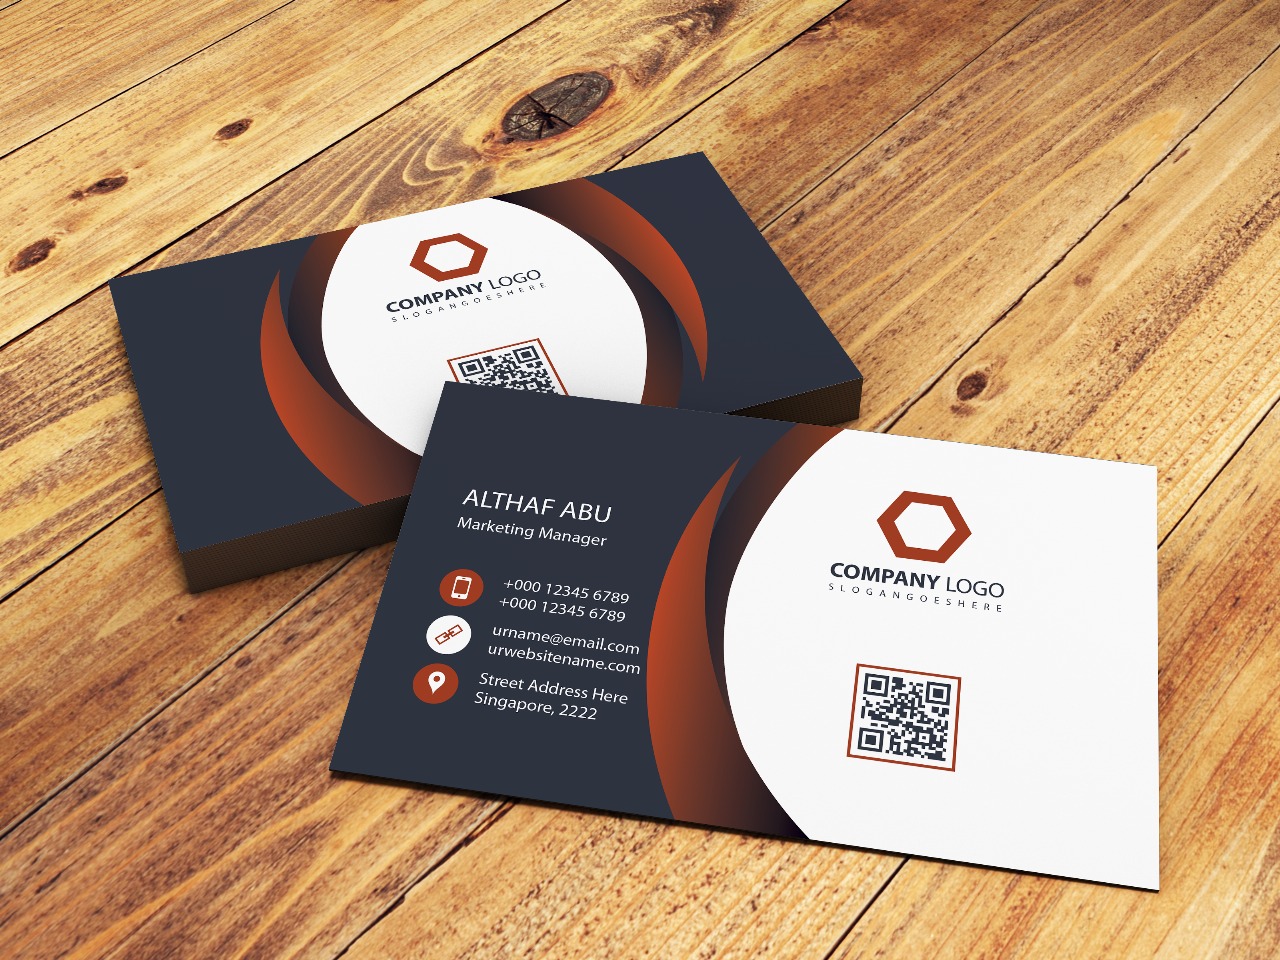 COMPANY LOGO
SLOGANGOESHERE
ALTHAF ABU
Marketing Manager
+000 12345 6789
+000 12345 6789
urname@email.com
urwebsitename.com
Street Address Here
Singapore, 2222
COMPANY LOGO
SLOGANGOESHERE